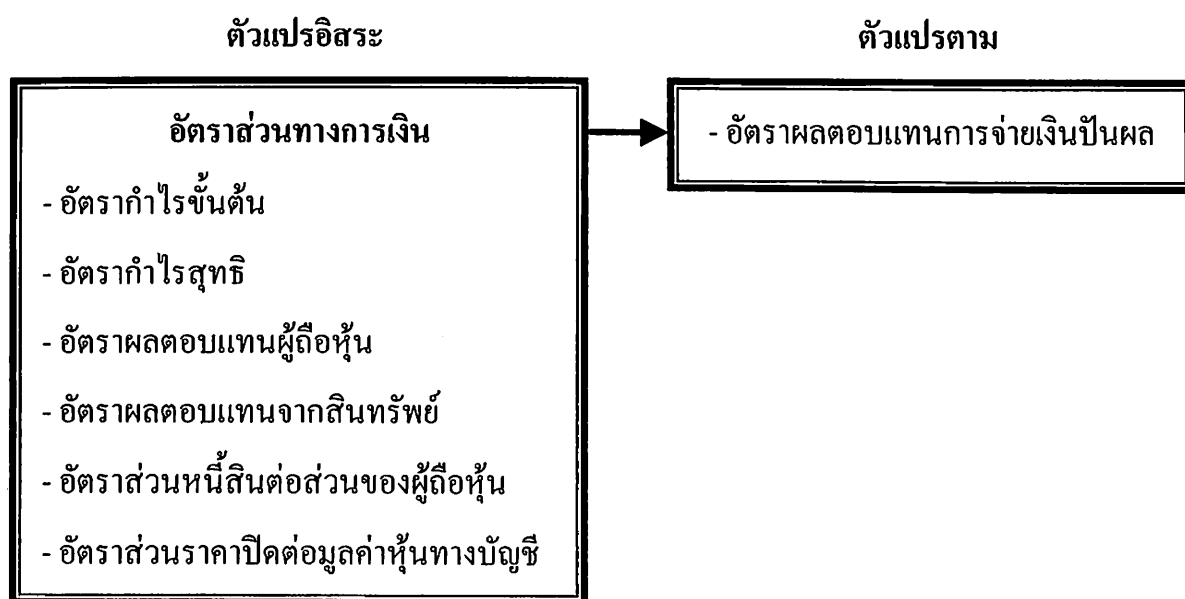 ตัวแปรอิสระ
ตัวแปรตาม
อัตราส่วนทางการเงิน
- อัตรากำไรขั้นต้น
- อัตรากำไรสุทธิ
- อัตราผลตอบแทนผู้ถือหุ้น
- อัตราผลตอบแทนจากสินทรัพย์
- อัตราส่วนหนี้สินต่อส่วนของผู้ถือหุ้น
- อัตราส่วนราคาปิดต่อมูลค่าหุ้นทางบัญชี
- อัตราผลตอบแทนการจ่ายเงินปันผล